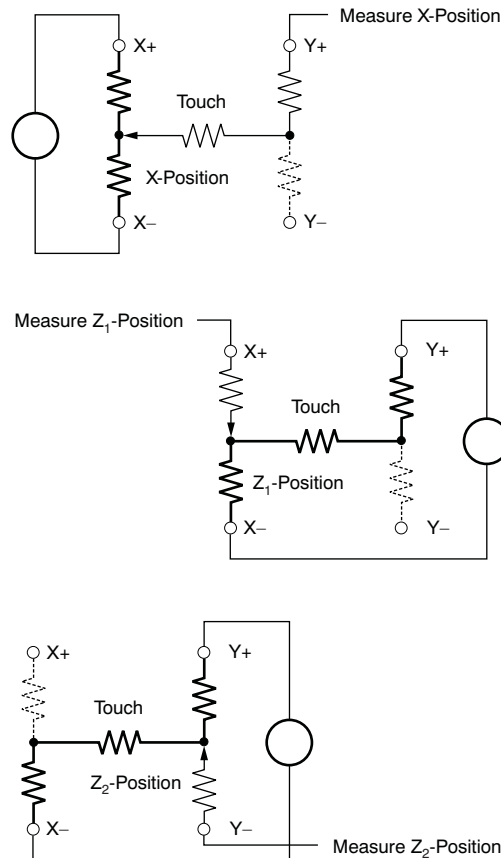 Measure X-Position
X+
Y+
Touch
X-Position
X−
Y−
Measure Z₁-Position
X+
Y+
Touch
Z₁-Position
X−
Y−
X+
Y+
Touch
Z₂-Position
X−
Y−
Measure Z₂-Position